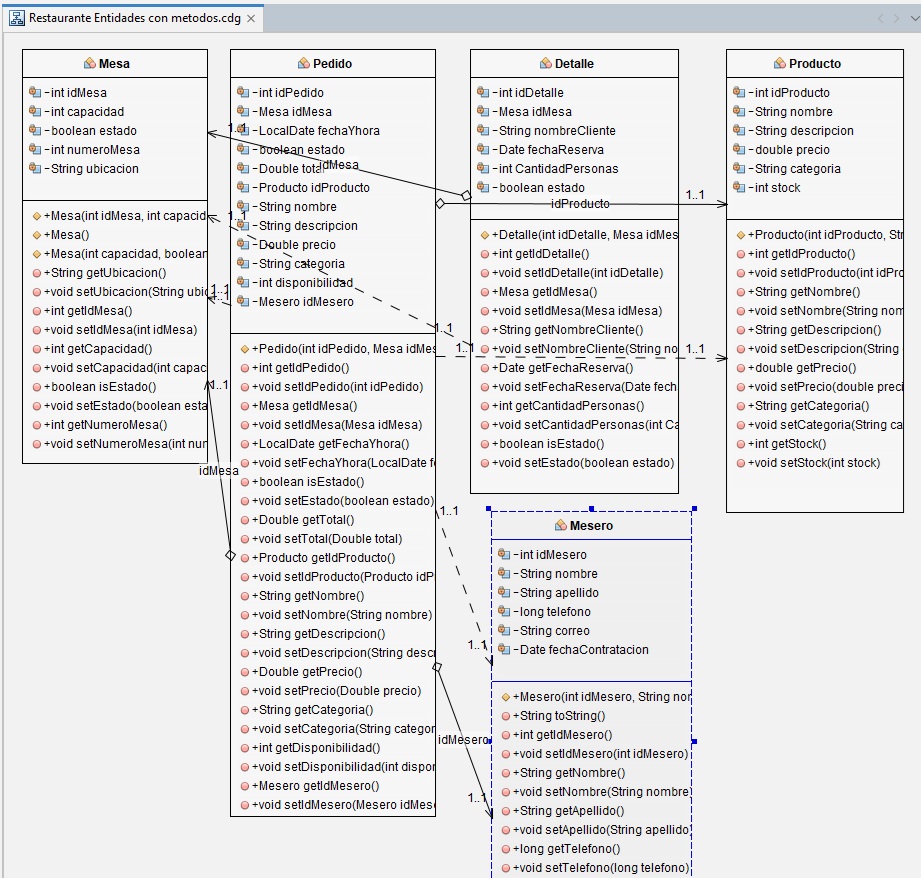 Restaurante Entidades con metodos.cdg
Mesa
-int idMesa
-int capacidad
-boolean estado
-int numeroMesa
-String ubicacion
+Mesa(int idMesa, int capacid
+Mesa()
+Mesa(int capacidad, boolean
+String getUbicacion()
+void setUbicacion(String ubic
+int getIdMesa()
+void setIdMesa(int idMesa)
+int getCapacidad()
+void setCapacidad(int capac
+boolean isEstado()
+void setEstado(boolean esta
+int getNumeroMesa()
+void setNumeroMesa(int nur
Pedido
-int idPedido
-Mesa idMesa
-LocalDate fechaYhora
-boolean estado
-Double total
-Producto idProducto
-String nombre
-String descripcion
-Double precio
-String categoria
-int disponibilidad
-Mesero idMesero
+Pedido(int idPedido, Mesa idMes
+int getIdPedido()
+void setIdPedido(int idPedido)
+Mesa getIdMesa()
+void setIdMesa(Mesa idMesa)
+LocalDate getFechaYhora()
+void setFechaYhora(LocalDate f
+boolean isEstado()
+void setEstado(boolean estado)
+Double getTotal()
+void setTotal(Double total)
+Producto getIdProducto()
+void setIdProducto(Producto idP
+String getNombre()
+void setNombre(String nombre)
+String getDescripcion()
+void setDescripcion(String descr
+Double getPrecio()
+void setPrecio(Double precio)
+String getCategoria()
+void setCategoria(String categor
+int getDisponibilidad()
+void setDisponibilidad(int dispor
+Mesero getIdMesero()
+void setIdMesero(Mesero idMese
Detalle
-int idDetalle
-Mesa idMesa
-String nombreCliente
-Date fechaReserva
-int CantidadPersonas
-boolean estado
+Detalle(int idDetalle, Mesa idMes
+int getIdDetalle()
+void setIdDetalle(int idDetalle)
+Mesa getIdMesa()
+void setIdMesa(Mesa idMesa)
+String getNombreCliente()
+void setNombreCliente(String no
+Date getFechaReserva()
+void setFechaReserva(Date fech
+int getCantidadPersonas()
+void setCantidadPersonas(int Ca
+boolean isEstado()
+void setEstado(boolean estado)
Producto
-int idProducto
-String nombre
-String descripcion
-double precio
-String categoria
-int stock
+Producto(int idProducto, Str
+int getIdProducto()
+void setIdProducto(int idPro
+String getNombre()
+void setNombre(String nom
+String getDescripcion()
+void setDescripcion(String
+double getPrecio()
+void setPrecio(double preci
+String getCategoria()
+void setCategoria(String ca
+int getStock()
+void setStock(int stock)
Mesero
-int idMesero
-String nombre
-String apellido
-long telefono
-String correo
-Date fechaContratacion
+Mesero(int idMesero, String nor
+String toString()
+int getIdMesero()
+void setIdMesero(int idMesero)
+String getNombre()
+void setNombre(String nombre
+String getApellido()
+void setApellido(String apellido)
+long getTelefono()
+void setTelefono(long telefono)
1..1
idMesa
1..1
idProducto
1..1
1..1
1..1
1..1
1..1
1..1
1..1
1..1
idMesa
1..1
1..1
idMesero
1..1